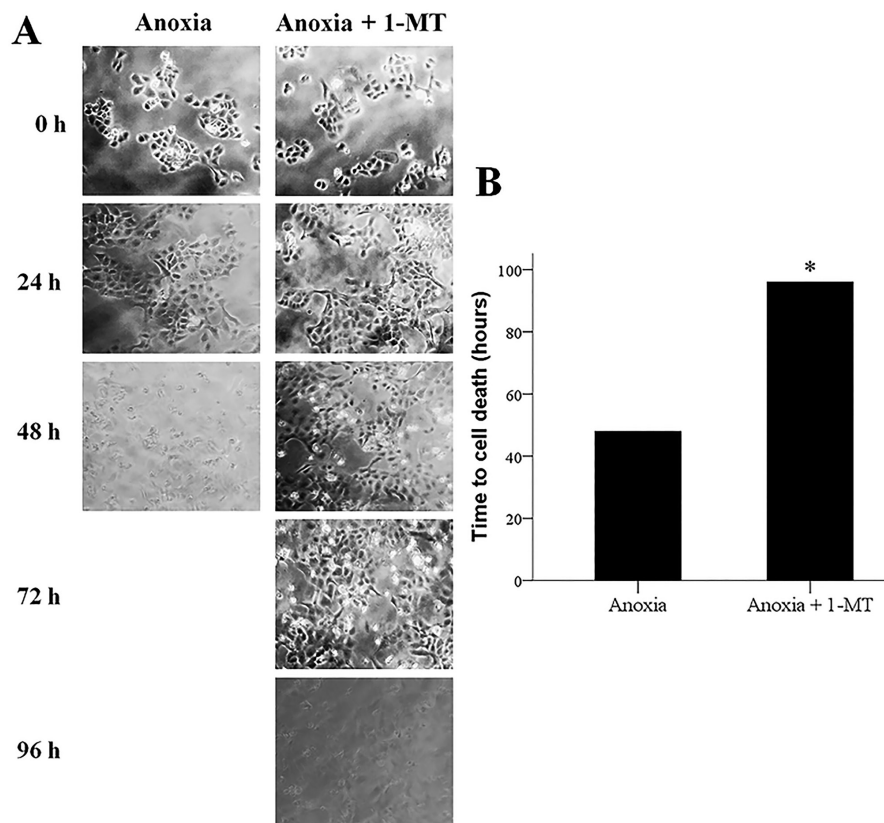 A
Anoxia
Anoxia + 1-MT
0 h
24 h
48 h
72 h
96 h
B
Time to cell death (hours)
100
80
60
40
20
0
*
Anoxia
Anoxia + 1-MT